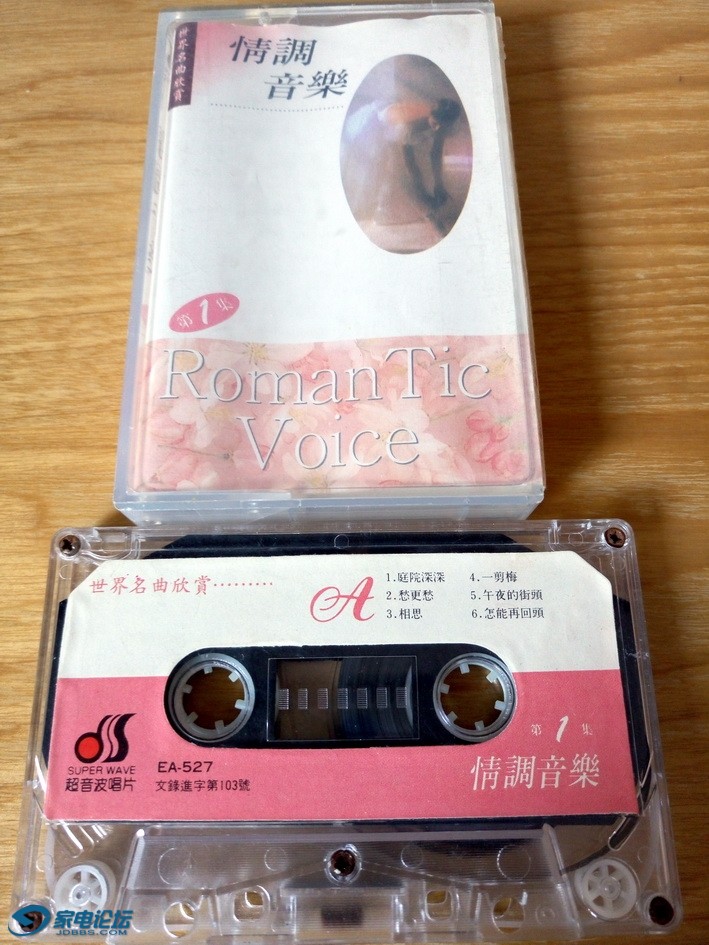 世界名曲欣賞
情調
音樂
第1集
RomanTic
Voice
世界名曲欣賞·········
A
1.庭院深深
2.愁更愁
3.相思
4.一剪梅
5.午夜的街頭
6.怎能再回頭
SUPER WAVE
超音波唱片
EA-527
文錄進字第103號
第1集
情調音樂
家电论坛
JDBBS.COM